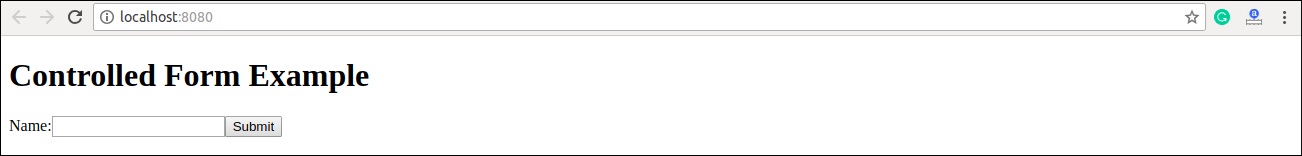 localhost:8080
Controlled Form Example
Name: Submit